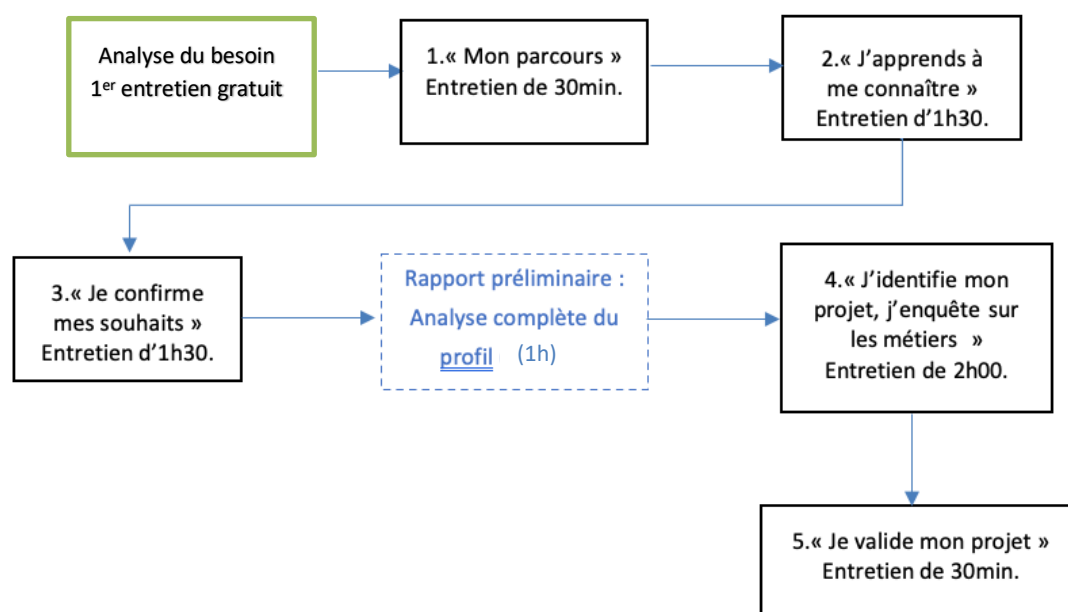 Analyse du besoin
1er entretien gratuit
1.« Mon parcours »
Entretien de 30min.
2.« J’apprends à
me connaître »
Entretien d’1h30.
3.« Je confirme
mes souhaits »
Entretien d’1h30.
Rapport préliminaire :
Analyse complète du
profil (1h)
4.« J’identifie mon
projet, j’enquête sur
les métiers »
Entretien de 2h00.
5.« Je valide mon projet »
Entretien de 30min.